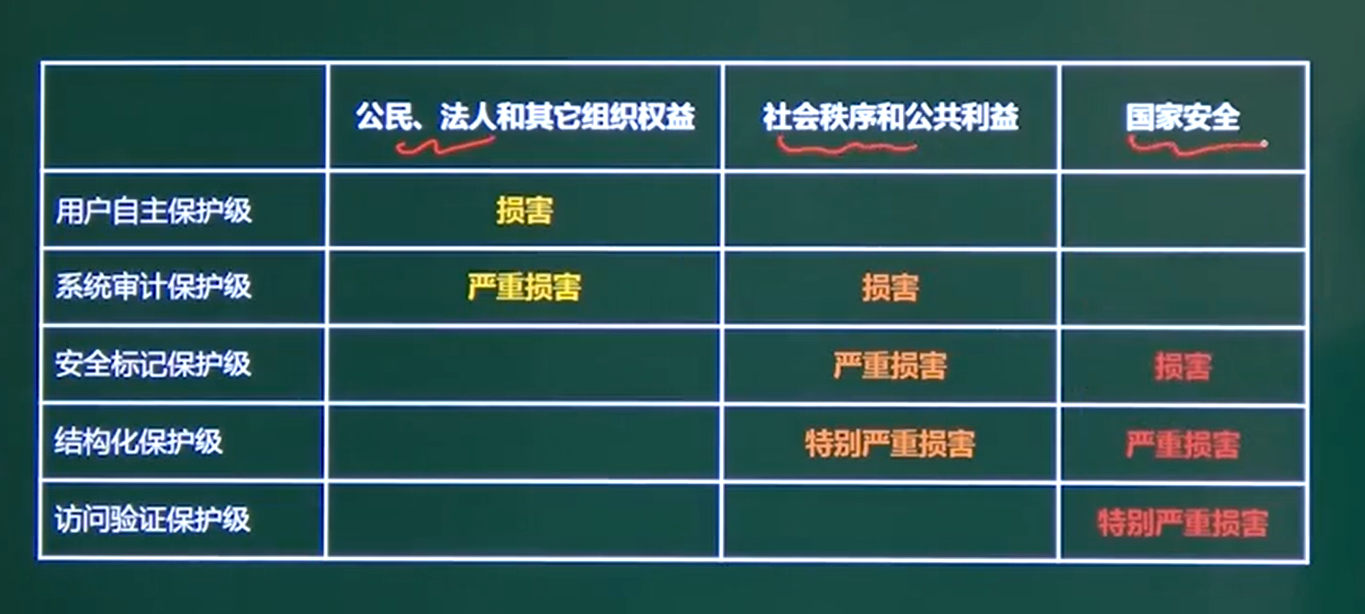 公民、法人和其它组织权益 社会秩序和公共利益 国家安全
用户自主保护级 损害
系统审计保护级 严重损害 损害
安全标记保护级 严重损害 损害
结构化保护级 特别严重损害 严重损害
访问验证保护级 特别严重损害